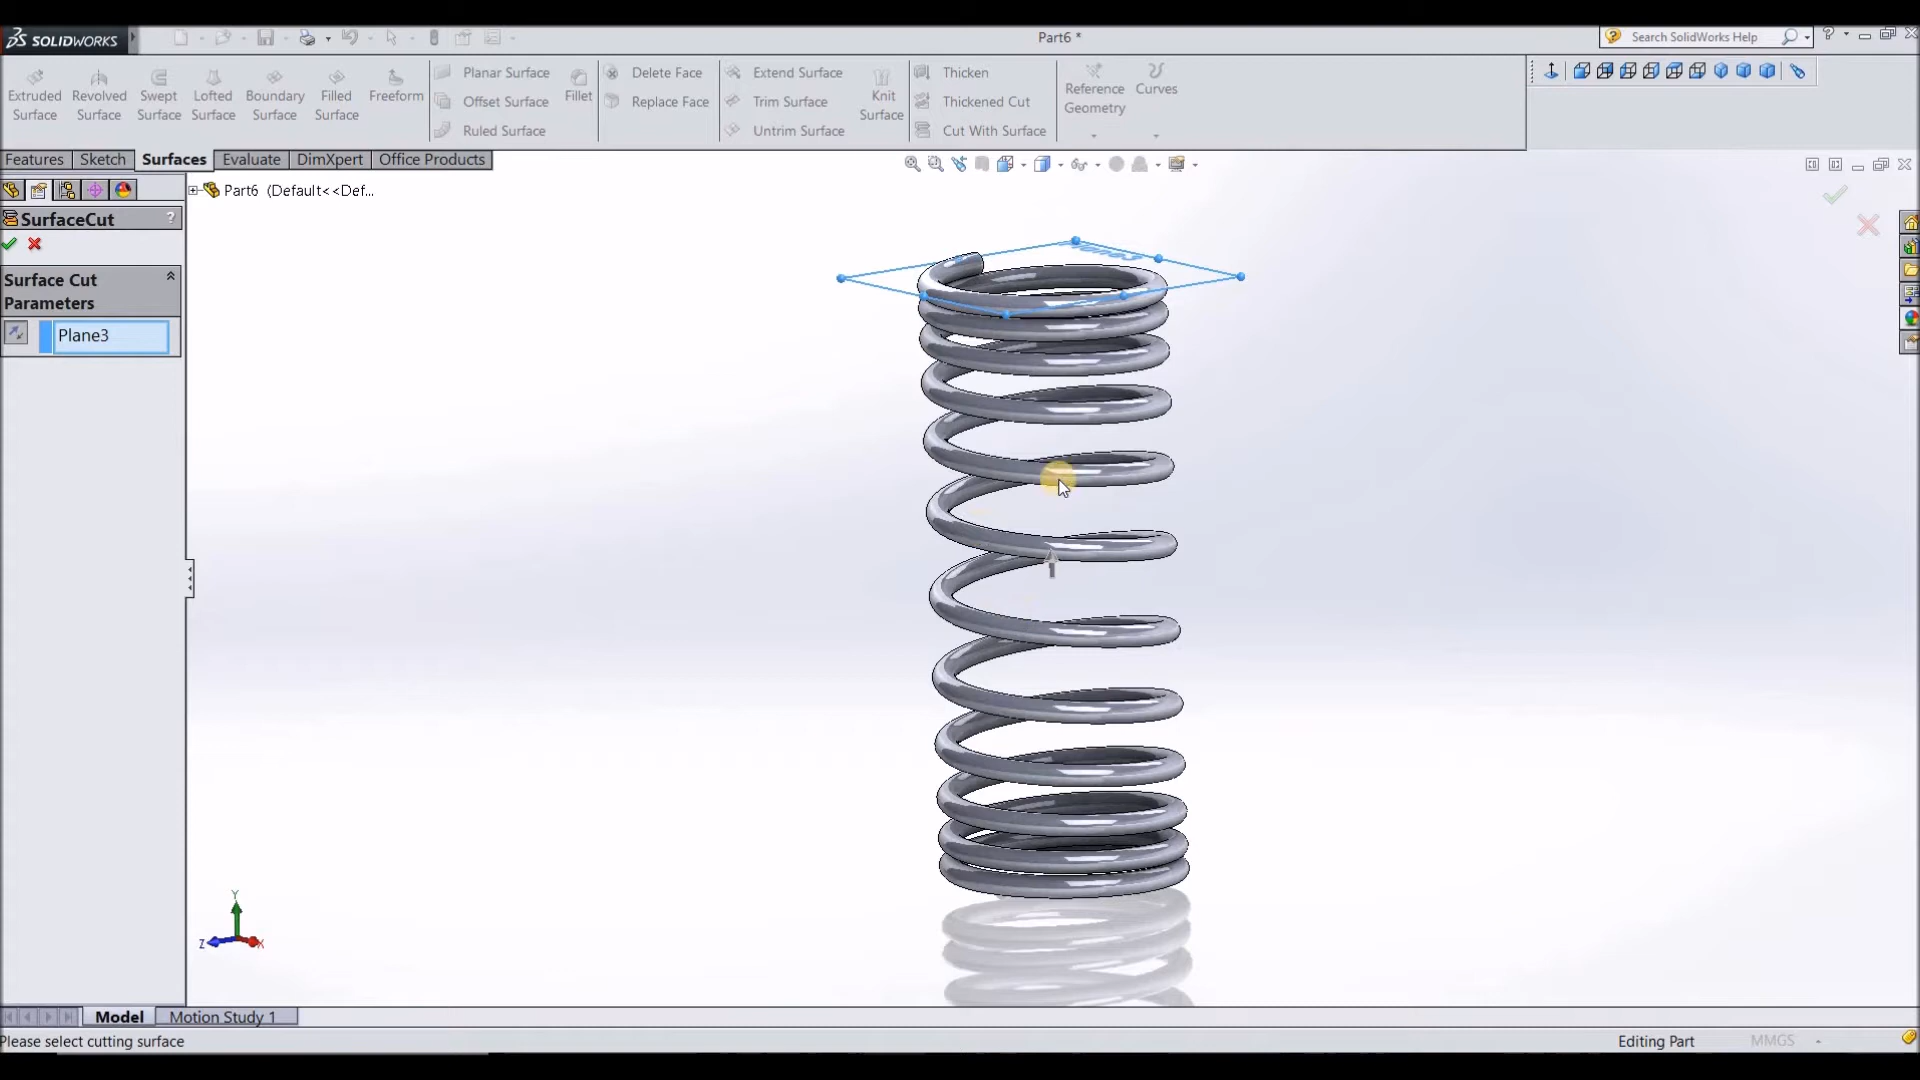 SOLIDWORKS
Part6 *
Search SolidWorks Help
Extruded Surface
Revolved Surface
Swept Surface
Lofted Surface
Boundary Surface
Filled Surface
Freeform
Planar Surface
Offset Surface
Ruled Surface
Fillet
Delete Face
Replace Face
Extend Surface
Trim Surface
Untrim Surface
Knit Surface
Thicken
Thickened Cut
Cut With Surface
Reference Geometry
Curves
Features
Sketch
Surfaces
Evaluate
DimXpert
Office Products
Part6 (Default<<Def...
SurfaceCut
?
Surface Cut
Parameters
Plane3
Y
Z
X
Model
Motion Study 1
Please select cutting surface
Editing Part
MMGS